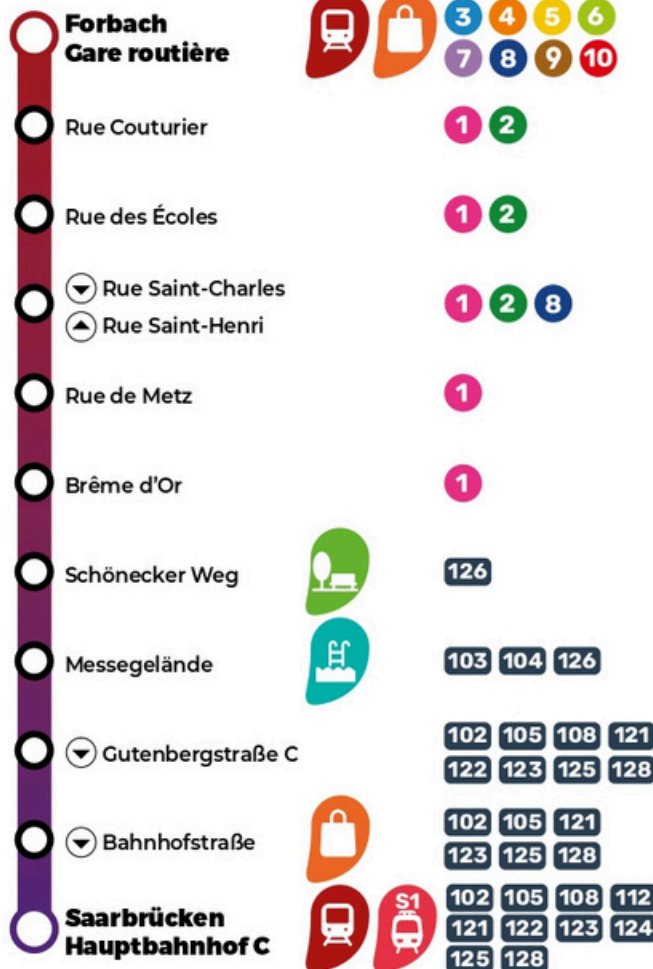 Forbach
Gare routière
3 4 5 6
7 8 9 10
Rue Couturier
1 2
Rue des Écoles
1 2
Rue Saint-Charles
Rue Saint-Henri
1 2 8
Rue de Metz
1
Brême d'Or
1
Schönecker Weg
126
Messegelände
103 104 126
Gutenbergstraße C
102 105 108 121
122 123 125 128
Bahnhofstraße
102 105 121
123 125 128
Saarbrücken
Hauptbahnhof C
S1
102 105 108 112
121 122 123 124
125 128